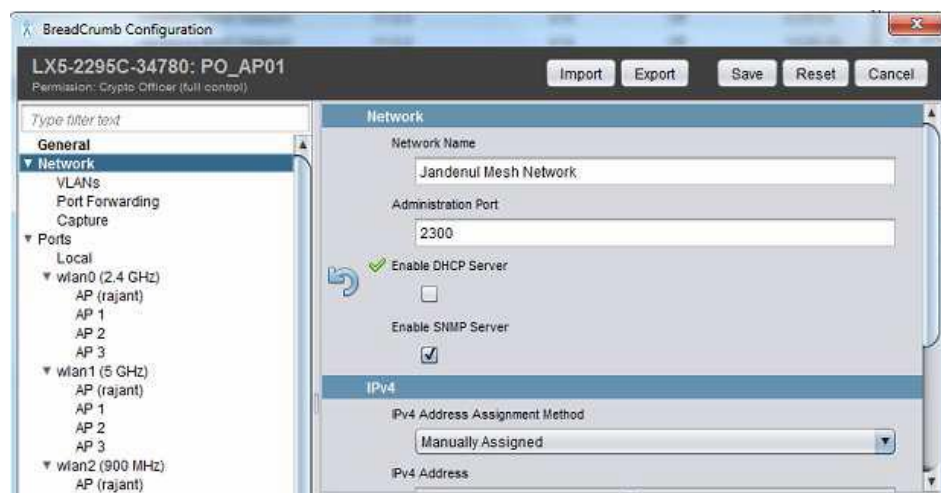 BreadCrumb Configuration
LX5-2295C-34780: PO_AP01
Permission: Crypto Officer (full control)
Import Export Save Reset Cancel
Type filter text
General
Network
VLANs
Port Forwarding
Capture
Ports
Local
wlan0 (2.4 GHz)
AP (rajant)
AP 1
AP 2
AP 3
wlan1 (5 GHz)
AP (rajant)
AP 1
AP 2
AP 3
wlan2 (900 MHz)
AP (rajant)
Network
Network Name
Jandenul Mesh Network
Administration Port
2300
Enable DHCP Server
Enable SNMP Server
IPv4
IPv4 Address Assignment Method
Manually Assigned
IPv4 Address